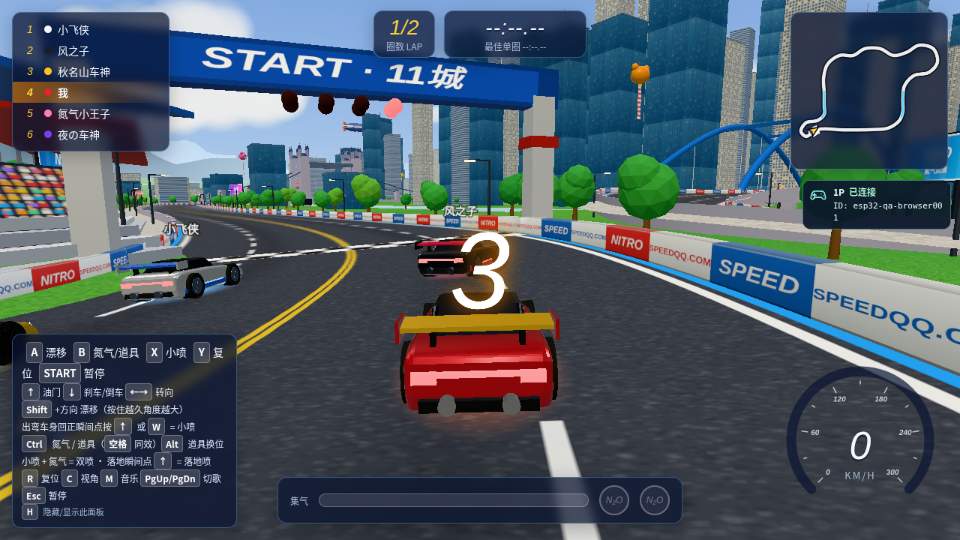 1 小飞侠
2 风之子
3 秋名山车神
4 我
5 氮气小王子
6 夜の车神
1/2
圈数 LAP
--:--.--
最佳单圈 --:--.--
START · 11城
1P 已连接
ID: esp32-qa-browser00
1
小飞侠
风之子
3
NITRO
SPEEDQQ.COM
SPEED
NITRO
SPEED
NITRO
SPEEDQQ.COM
SPEED
SPEEDQQ.C
A 漂移 B 氮气/道具 X 小喷 Y 复
位 START 暂停
↑ 油门 ↓ 刹车/倒车 ←→ 转向
Shift +方向 漂移（按住越久角度越大）
出弯车身回正瞬间点按 ↑ 或 W = 小喷
Ctrl 氮气 / 道具（空格 同效） Alt 道具换位
小喷 + 氮气 = 双喷 · 落地瞬间点 ↑ = 落地喷
R 复位 C 视角 M 音乐 PgUp/PgDn 切歌
Esc 暂停
H 隐藏/显示此面板
集气
N₂O N₂O
0 60 120 180 240 300
0
KM/H